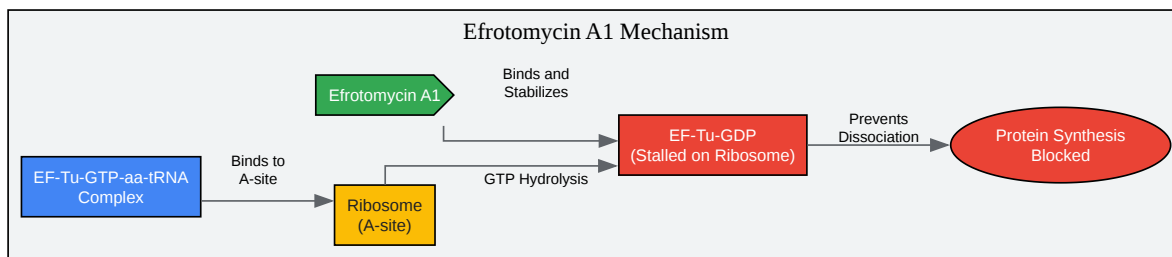 Efrotomycin A1 Mechanism
Efrotomycin A1
Binds and
Stabilizes
EF-Tu-GTP-aa-tRNA
Complex
Binds to
A-site
Ribosome
(A-site)
GTP Hydrolysis
EF-Tu-GDP
(Stalled on Ribosome)
Prevents
Dissociation
Protein Synthesis
Blocked